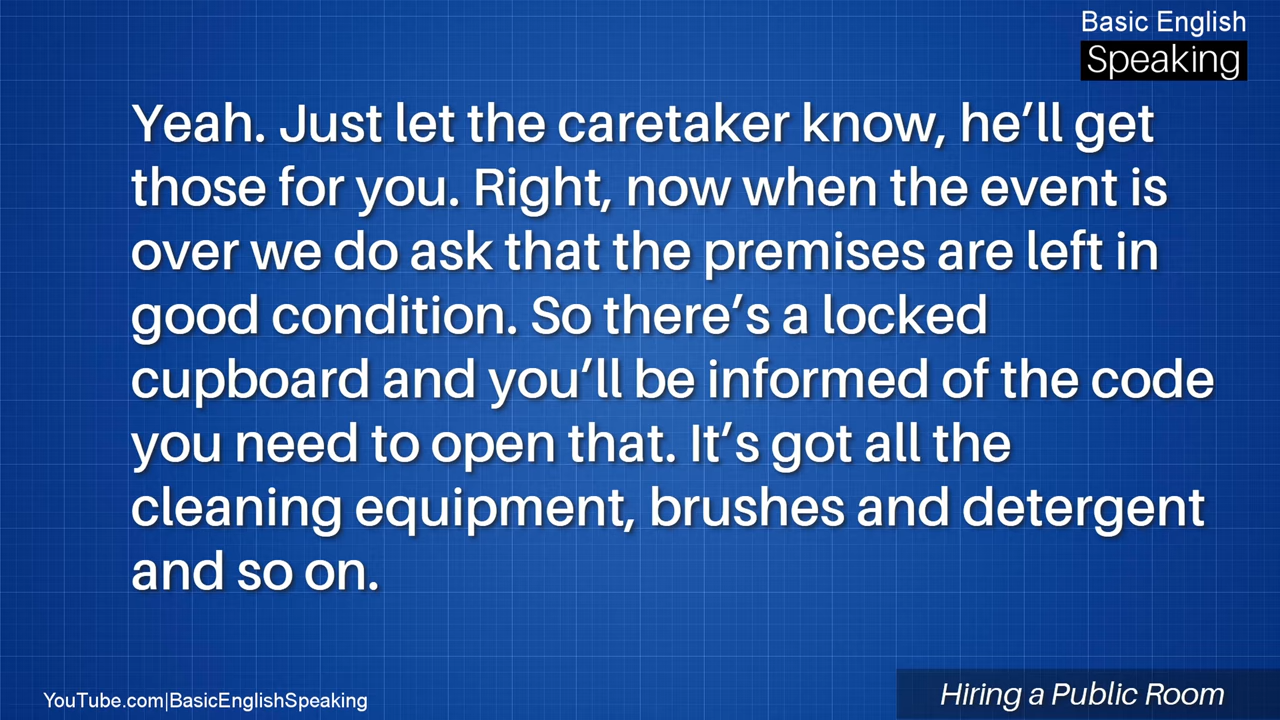 Basic English
Speaking
Yeah. Just let the caretaker know, he’ll get
those for you. Right, now when the event is
over we do ask that the premises are left in
good condition. So there’s a locked
cupboard and you’ll be informed of the code
you need to open that. It’s got all the
cleaning equipment, brushes and detergent
and so on.
YouTube.com|BasicEnglishSpeaking
Hiring a Public Room